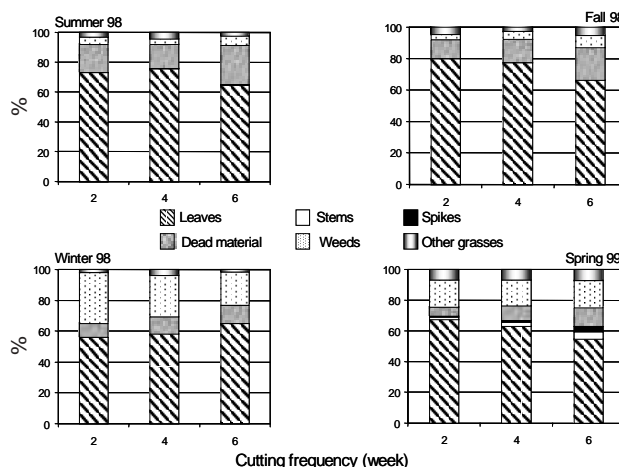 Summer 98
100
80
60
40
20
0
%
2 4 6
Fall 98
100
80
60
40
20
0
2 4 6
Leaves Stems Spikes
Dead material Weeds Other grasses
Winter 98
100
80
60
40
20
0
%
2 4 6
Spring 99
100
80
60
40
20
0
2 4 6
Cutting frequency (week)